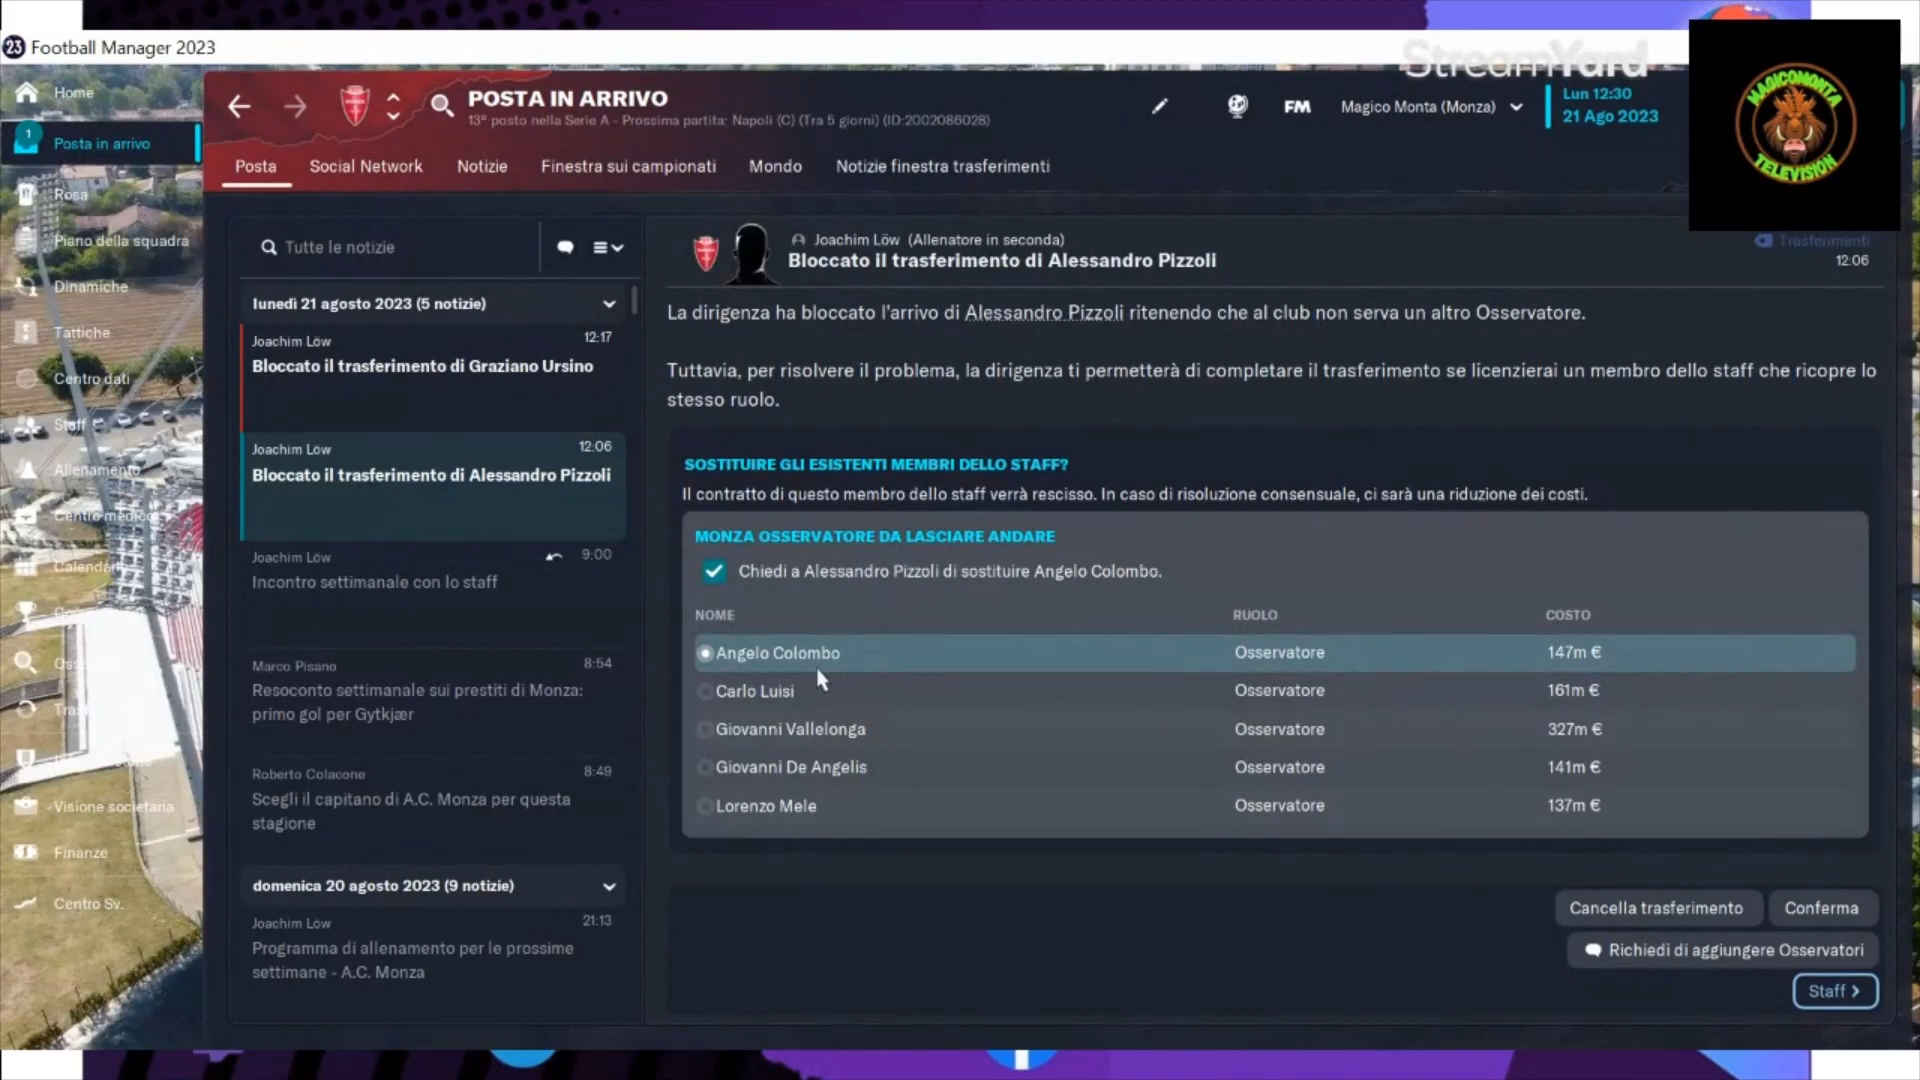 StreamYard
23 Football Manager 2023
MAGICOMONTA
TELEVISION
Home
1
Posta in arrivo
Rosa
Piano della squadra
Dinamiche
Tattiche
Centro dati
Staff
Allenamento
Centro medico
Calendario
Visione societaria
Finanze
Centro Sv.
POSTA IN ARRIVO
13° posto nella Serie A - Prossima partita: Napoli (C) (Tra 5 giorni) (ID:2002086028)
FM
Magico Monta (Monza)
Lun 12:30
21 Ago 2023
Posta
Social Network
Notizie
Finestra sui campionati
Mondo
Notizie finestra trasferimenti
Tutte le notizie
lunedì 21 agosto 2023 (5 notizie)
Joachim Löw 12:17
Bloccato il trasferimento di Graziano Ursino
Joachim Löw 12:06
Bloccato il trasferimento di Alessandro Pizzoli
Joachim Löw 9:00
Incontro settimanale con lo staff
Marco Pisano 8:54
Resoconto settimanale sui prestiti di Monza:
primo gol per Gytkjær
Roberto Colacone 8:49
Scegli il capitano di A.C. Monza per questa
stagione
domenica 20 agosto 2023 (9 notizie)
Joachim Löw 21:13
Programma di allenamento per le prossime
settimane - A.C. Monza
Joachim Löw (Allenatore in seconda)
Bloccato il trasferimento di Alessandro Pizzoli
Trasferimenti
12.06
La dirigenza ha bloccato l'arrivo di Alessandro Pizzoli ritenendo che al club non serva un altro Osservatore.
Tuttavia, per risolvere il problema, la dirigenza ti permetterà di completare il trasferimento se licenzierai un membro dello staff che ricopre lo
stesso ruolo.
SOSTITUIRE GLI ESISTENTI MEMBRI DELLO STAFF?
Il contratto di questo membro dello staff verrà rescisso. In caso di risoluzione consensuale, ci sarà una riduzione dei costi.
MONZA OSSERVATORE DA LASCIARE ANDARE
Chiedi a Alessandro Pizzoli di sostituire Angelo Colombo.
NOME RUOLO COSTO
Angelo Colombo Osservatore 147m €
Carlo Luisi Osservatore 161m €
Giovanni Vallelonga Osservatore 327m €
Giovanni De Angelis Osservatore 141m €
Lorenzo Mele Osservatore 137m €
Cancella trasferimento
Conferma
Richiedi di aggiungere Osservatori
Staff